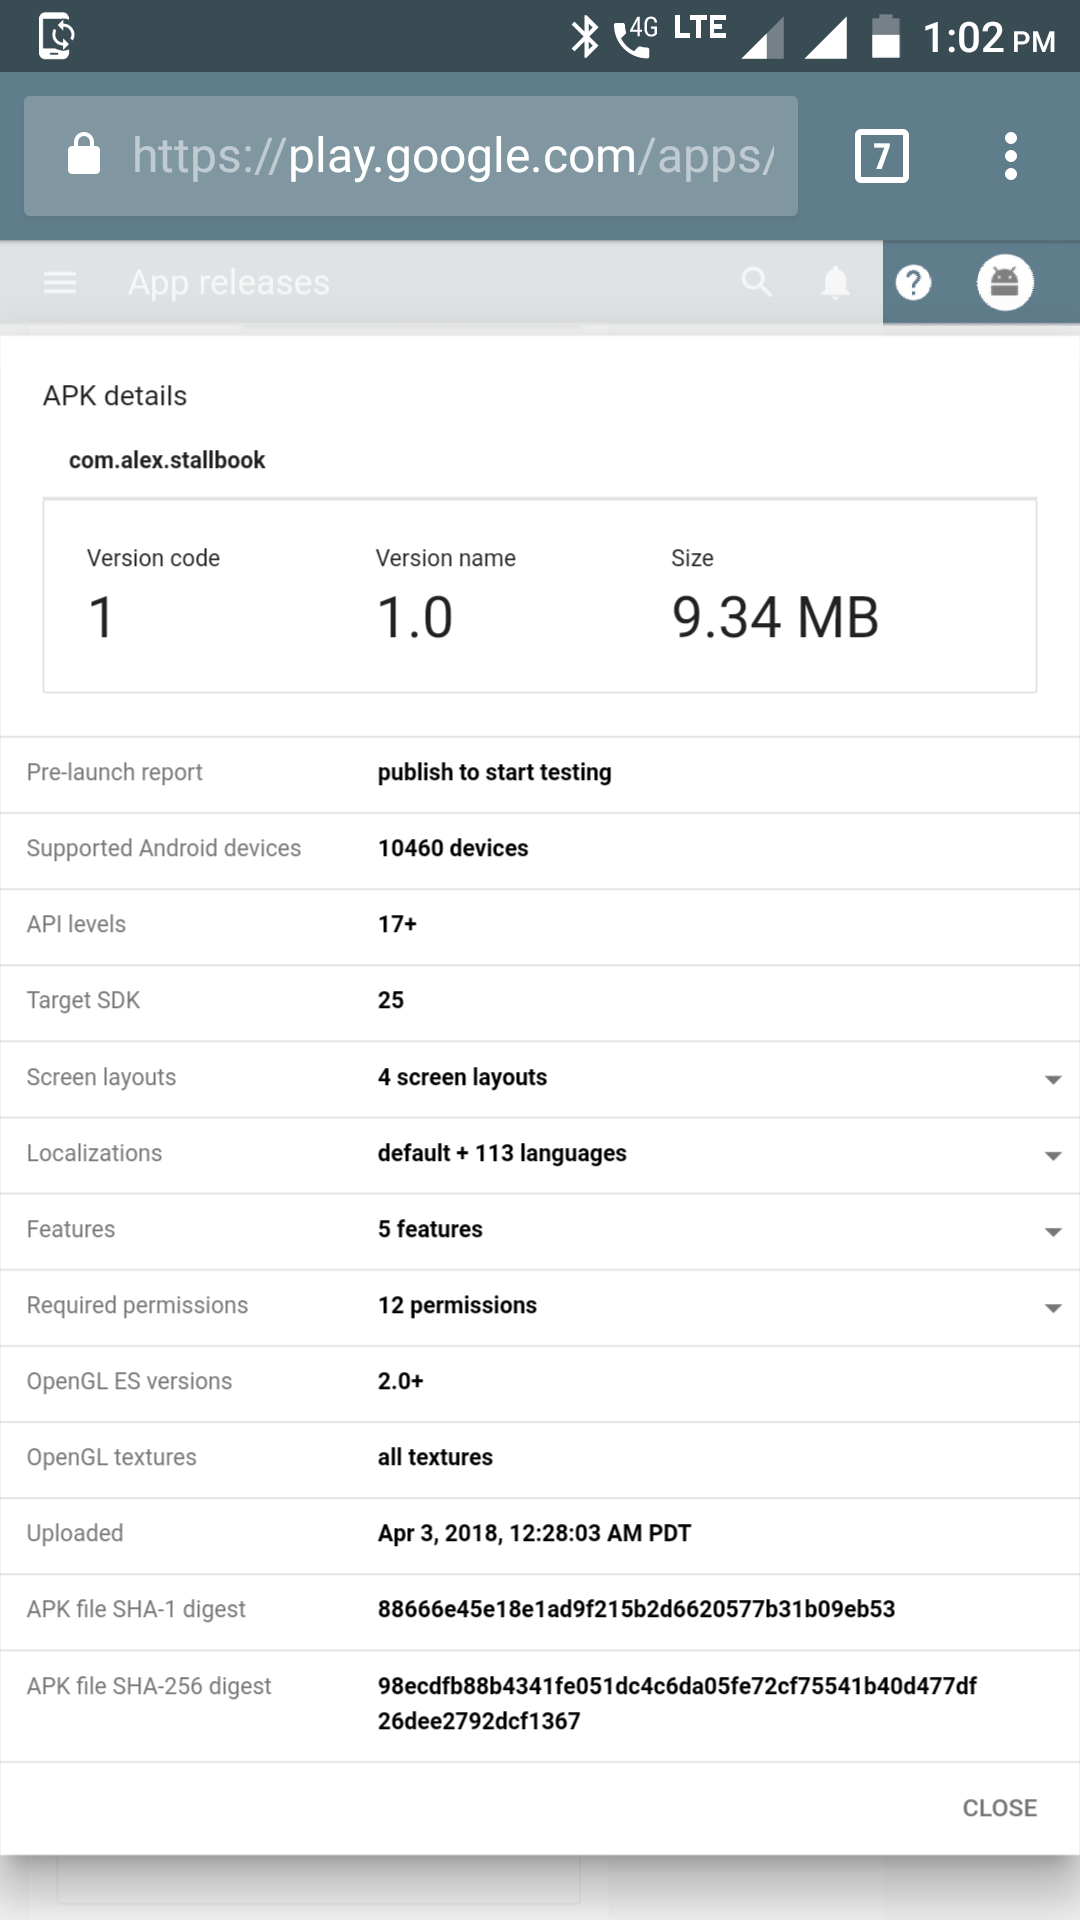 4G LTE 1:02 PM
https://play.google.com/apps/ 7
App releases ?
APK details
com.alex.stallbook
Version code Version name Size
1 1.0 9.34 MB
Pre-launch report publish to start testing
Supported Android devices 10460 devices
API levels 17+
Target SDK 25
Screen layouts 4 screen layouts
Localizations default + 113 languages
Features 5 features
Required permissions 12 permissions
OpenGL ES versions 2.0+
OpenGL textures all textures
Uploaded Apr 3, 2018, 12:28:03 AM PDT
APK file SHA-1 digest 88666e45e18e1ad9f215b2d6620577b31b09eb53
APK file SHA-256 digest 98ecdfb88b4341fe051dc4c6da05fe72cf75541b40d477df
26dee2792dcf1367
CLOSE